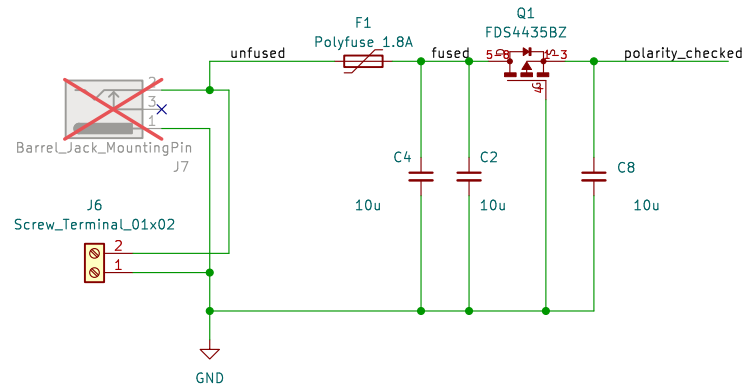 Q1
FDS4435BZ
F1
Polyfuse_1.8A
unfused
fused
5-8
D
S
1-3
polarity_checked
G
4
2
3
1
Barrel_Jack_MountingPin
J7
C4
C2
C8
10u
10u
10u
J6
Screw_Terminal_01x02
2
1
GND